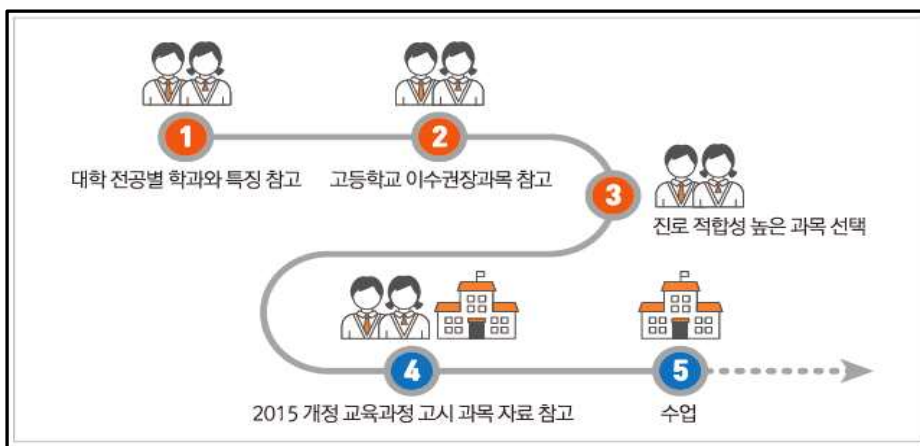 1
대학 전공별 학과와 특징 참고
2
고등학교 이수권장과목 참고
3
진로 적합성 높은 과목 선택
4
2015 개정 교육과정 고시 과목 자료 참고
5
수업